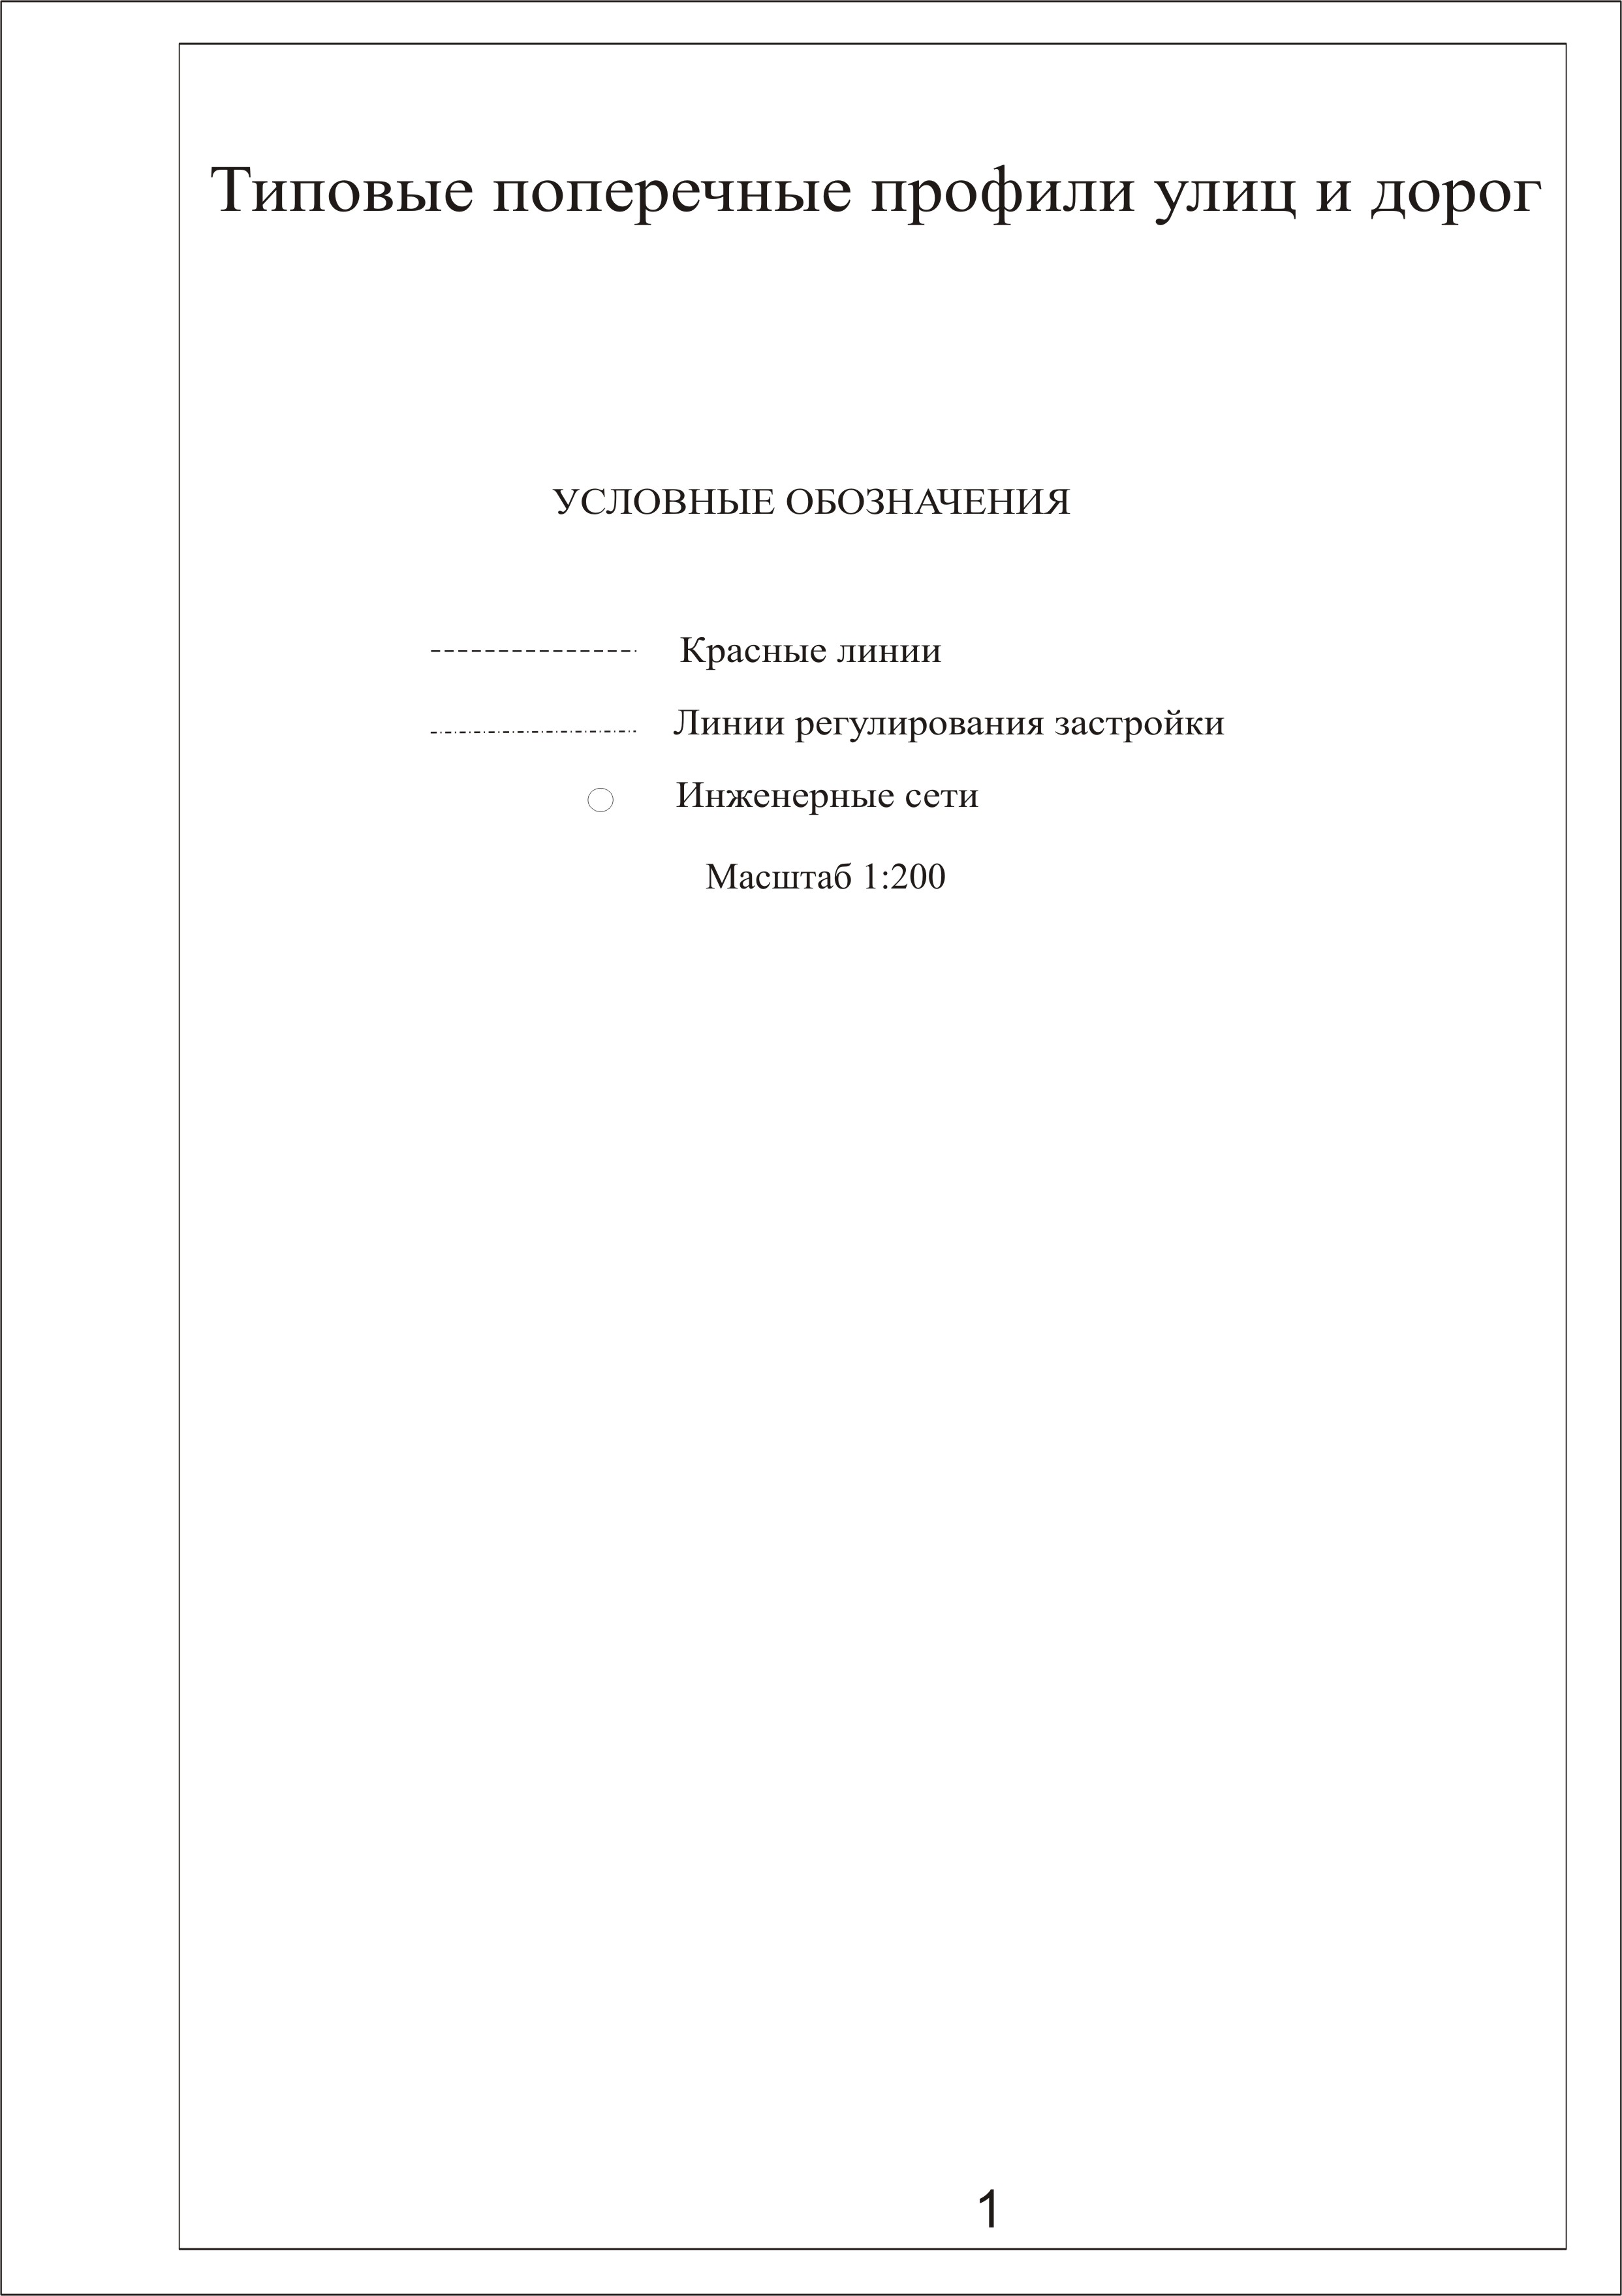 Типовые поперечные профили улиц и дорог
УСЛОВНЫЕ ОБОЗНАЧЕНИЯ
Красные линии
Линии регулирования застройки
Инженерные сети
Масштаб 1:200
1